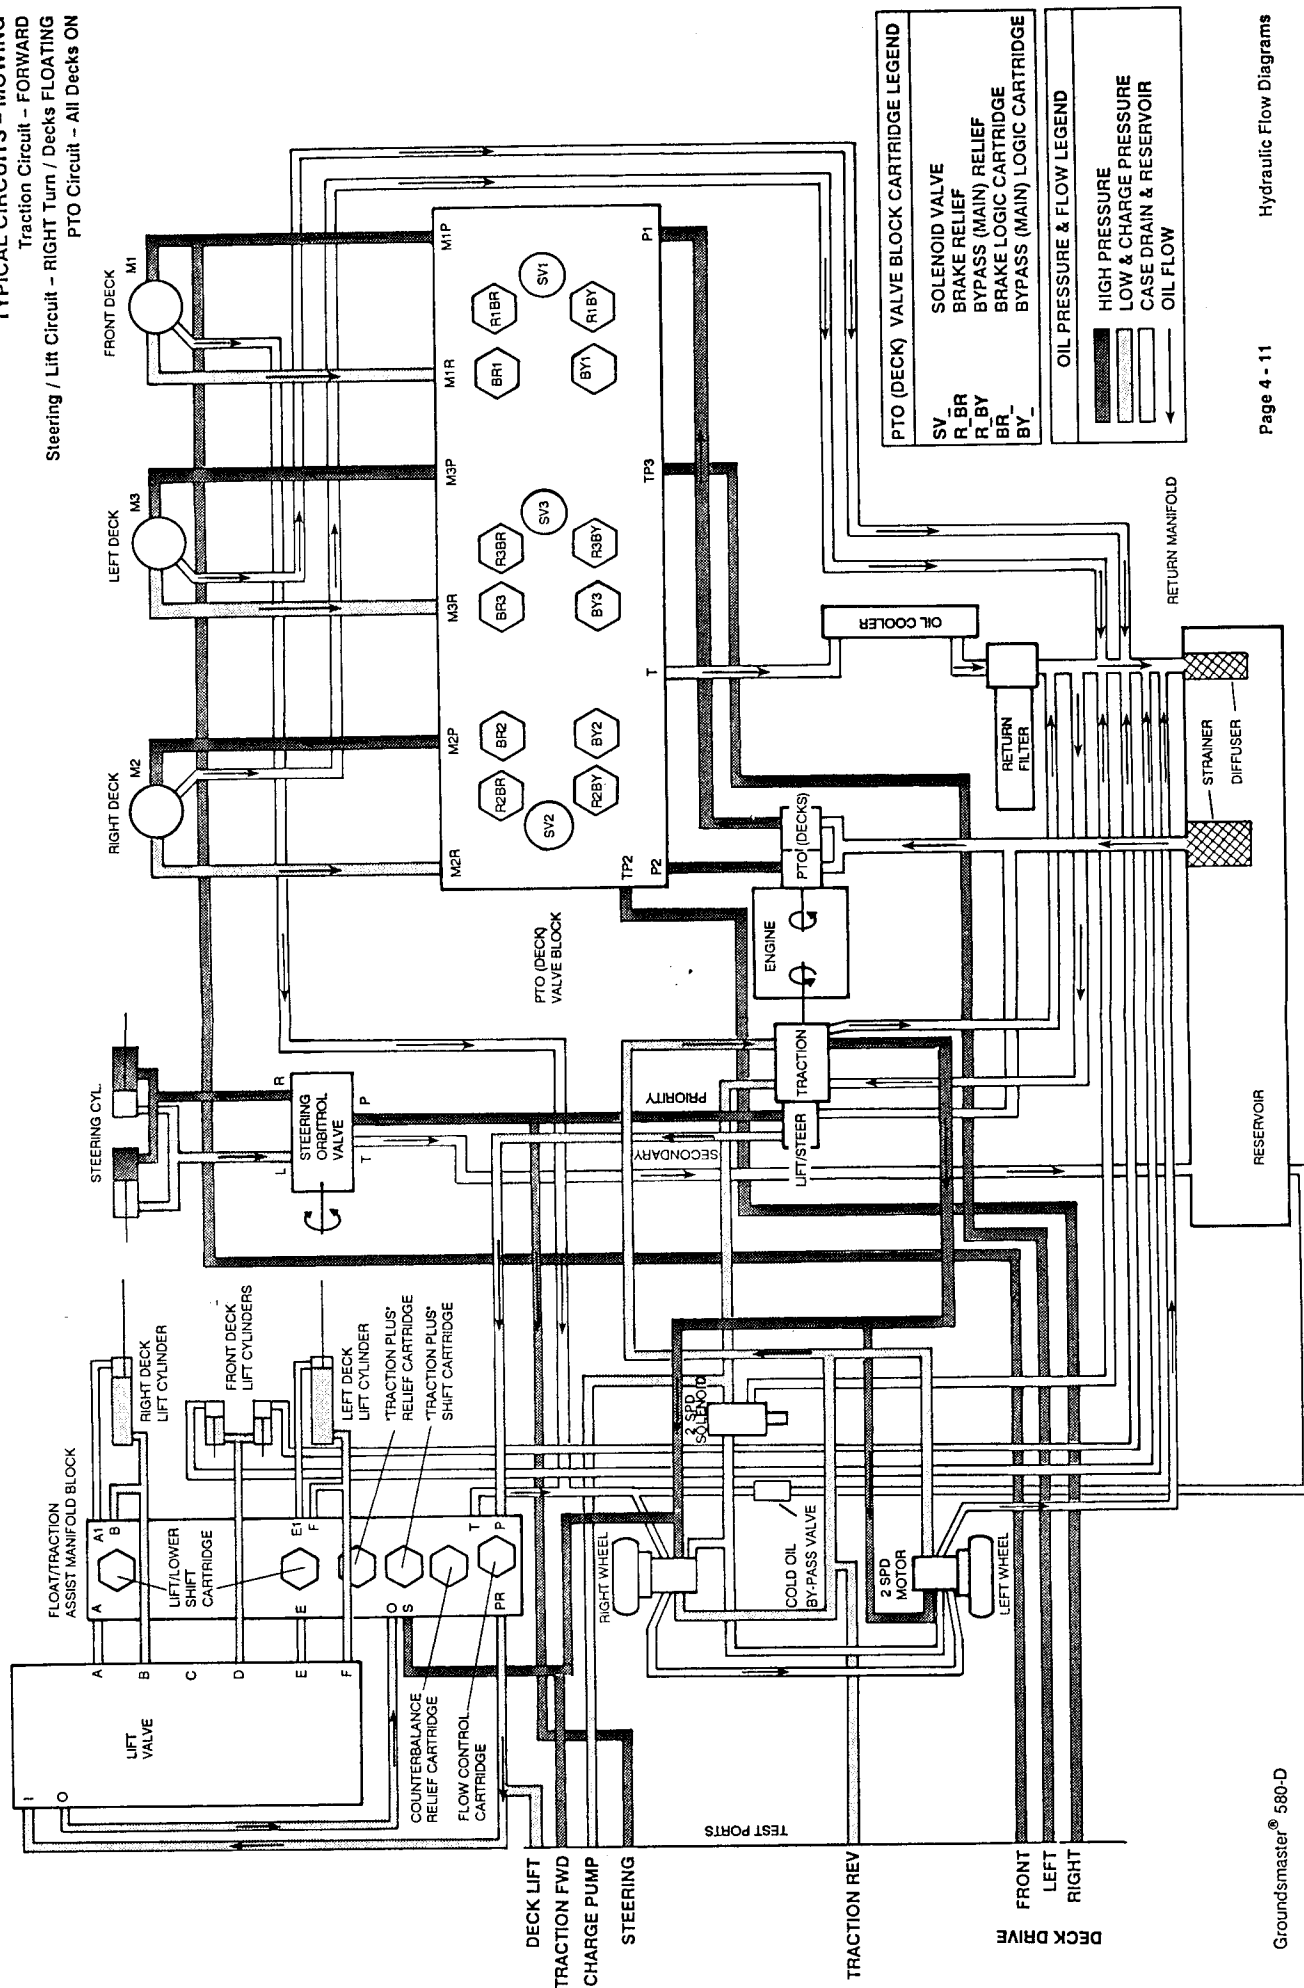 TYPICAL CIRCUITS - MOWING
Traction Circuit - FORWARD
Steering / Lift Circuit - RIGHT Turn / Decks FLOATING
PTO Circuit - All Decks ON
LIFT
VALVE
I
O
A
B
C
D
E
F
FLOAT/TRACTION
ASSIST MANIFOLD BLOCK
A
A1
B
LIFT/LOWER
SHIFT
CARTRIDGE
E
E1
F
O
S
PR
T
P
COUNTERBALANCE
RELIEF CARTRIDGE
FLOW CONTROL
CARTRIDGE
RIGHT DECK
LIFT CYLINDER
FRONT DECK
LIFT CYLINDERS
LEFT DECK
LIFT CYLINDER
"TRACTION PLUS"
RELIEF CARTRIDGE
"TRACTION PLUS"
SHIFT CARTRIDGE
STEERING CYL.
L
R
STEERING
ORBITROL
VALVE
T
P
RIGHT DECK
M2
LEFT DECK
M3
FRONT DECK
M1
M2R
M2P
M3R
M3P
M1R
M1P
R2BR
BR2
BR3
R3BR
BR1
R1BR
SV2
SV3
SV1
R2BY
BY2
BY3
R3BY
BY1
R1BY
TP2
P2
T
TP3
P1
PTO (DECK)
VALVE BLOCK
SECONDARY
PRIORITY
LIFT/STEER
TRACTION
ENGINE
PTO (DECKS)
OIL COOLER
RETURN
FILTER
RETURN MANIFOLD
STRAINER
DIFFUSER
RESERVOIR
RIGHT WHEEL
2 SPD
SOLENOID
COLD OIL
BY-PASS VALVE
2 SPD
MOTOR
LEFT WHEEL
DECK LIFT
TRACTION FWD
CHARGE PUMP
STEERING
TEST PORTS
TRACTION REV
FRONT
LEFT
RIGHT
DECK DRIVE
PTO (DECK) VALVE BLOCK CARTRIDGE LEGEND
SV_ SOLENOID VALVE
R_BR BRAKE RELIEF
R_BY BYPASS (MAIN) RELIEF
BR_ BRAKE LOGIC CARTRIDGE
BY_ BYPASS (MAIN) LOGIC CARTRIDGE
OIL PRESSURE & FLOW LEGEND
HIGH PRESSURE
LOW & CHARGE PRESSURE
CASE DRAIN & RESERVOIR
OIL FLOW
Groundsmaster® 580-D
Page 4 - 11
Hydraulic Flow Diagrams